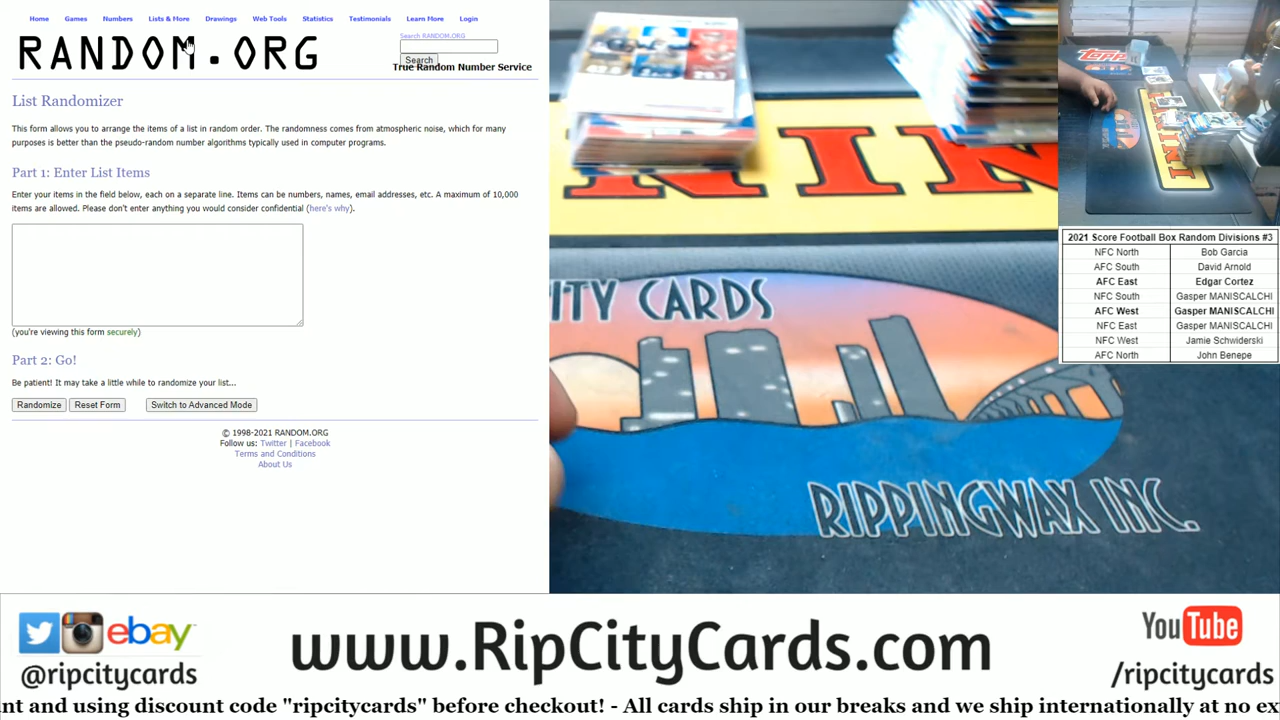 Home Games Numbers Lists & More Drawings Web Tools Statistics Testimonials Learn More Login
RANDOM.ORG
Search RANDOM.ORG
Search
True Random Number Service
List Randomizer
This form allows you to arrange the items of a list in random order. The randomness comes from atmospheric noise, which for many
purposes is better than the pseudo-random number algorithms typically used in computer programs.
Part 1: Enter List Items
Enter your items in the field below, each on a separate line. Items can be numbers, names, email addresses, etc. A maximum of 10,000
items are allowed. Please don't enter anything you would consider confidential (here's why).
(you're viewing this form securely)
Part 2: Go!
Be patient! It may take a little while to randomize your list...
Randomize Reset Form Switch to Advanced Mode
© 1998-2021 RANDOM.ORG
Follow us: Twitter | Facebook
Terms and Conditions
About Us
ITY CARDS
RIPPINGWAX INC.
Topps
PANINI
2021 Score Football Box Random Divisions #3
NFC North Bob Garcia
AFC South David Arnold
AFC East Edgar Cortez
NFC South Gasper MANISCALCHI
AFC West Gasper MANISCALCHI
NFC East Gasper MANISCALCHI
NFC West Jamie Schwiderski
AFC North John Benepe
ebay
@ripcitycards
www.RipCityCards.com
YouTube
/ripcitycards
nt and using discount code "ripcitycards" before checkout! - All cards ship in our breaks and we ship internationally at no ex